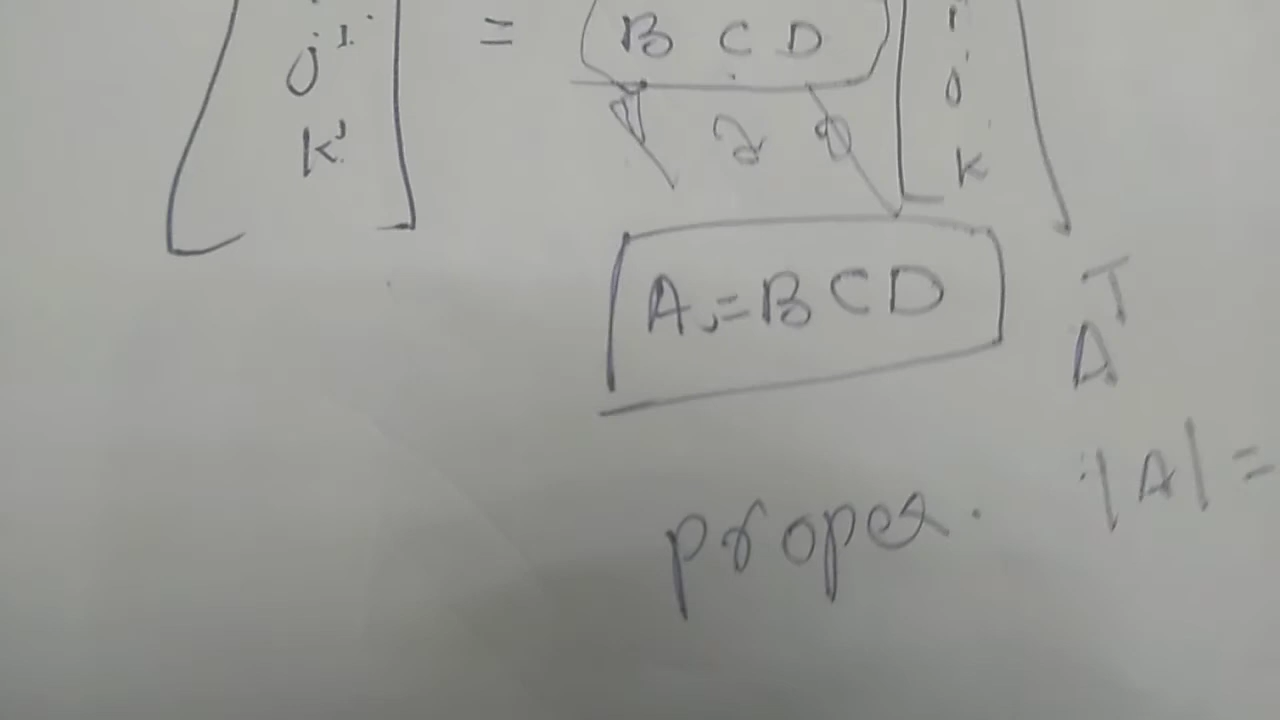 j' = B C D j
k' k
A = B C D
A^T
proper. |A| =